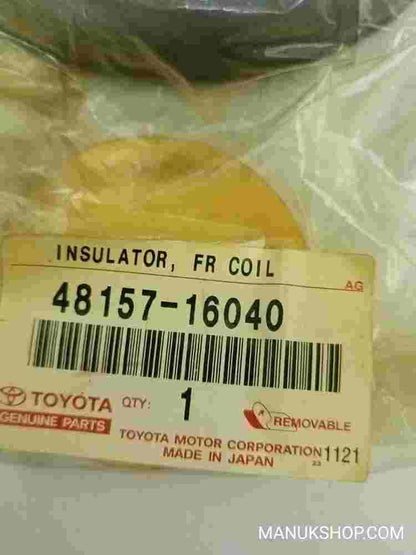 INSULATOR, FR COIL
AG
48157-16040
TOYOTA QTY: 1 REMOVABLE
GENUINE PARTS
TOYOTA MOTOR CORPORATION 1121
MADE IN JAPAN 23
MANUKSHOP.COM